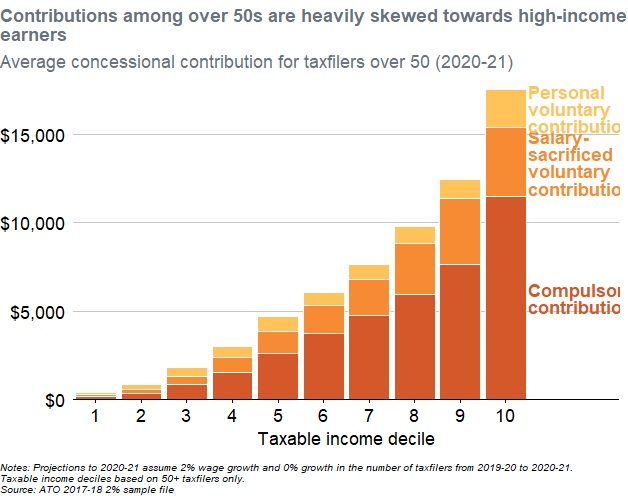 Contributions among over 50s are heavily skewed towards high-income
earners
Average concessional contribution for taxfilers over 50 (2020-21)
Personal
voluntary
contributio
Salary-
sacrificed
voluntary
contributio
Compulsor
contributio
$15,000
$10,000
$5,000
$0
1 2 3 4 5 6 7 8 9 10
Taxable income decile
Notes: Projections to 2020-21 assume 2% wage growth and 0% growth in the number of taxfilers from 2019-20 to 2020-21.
Taxable income deciles based on 50+ taxfilers only.
Source: ATO 2017-18 2% sample file